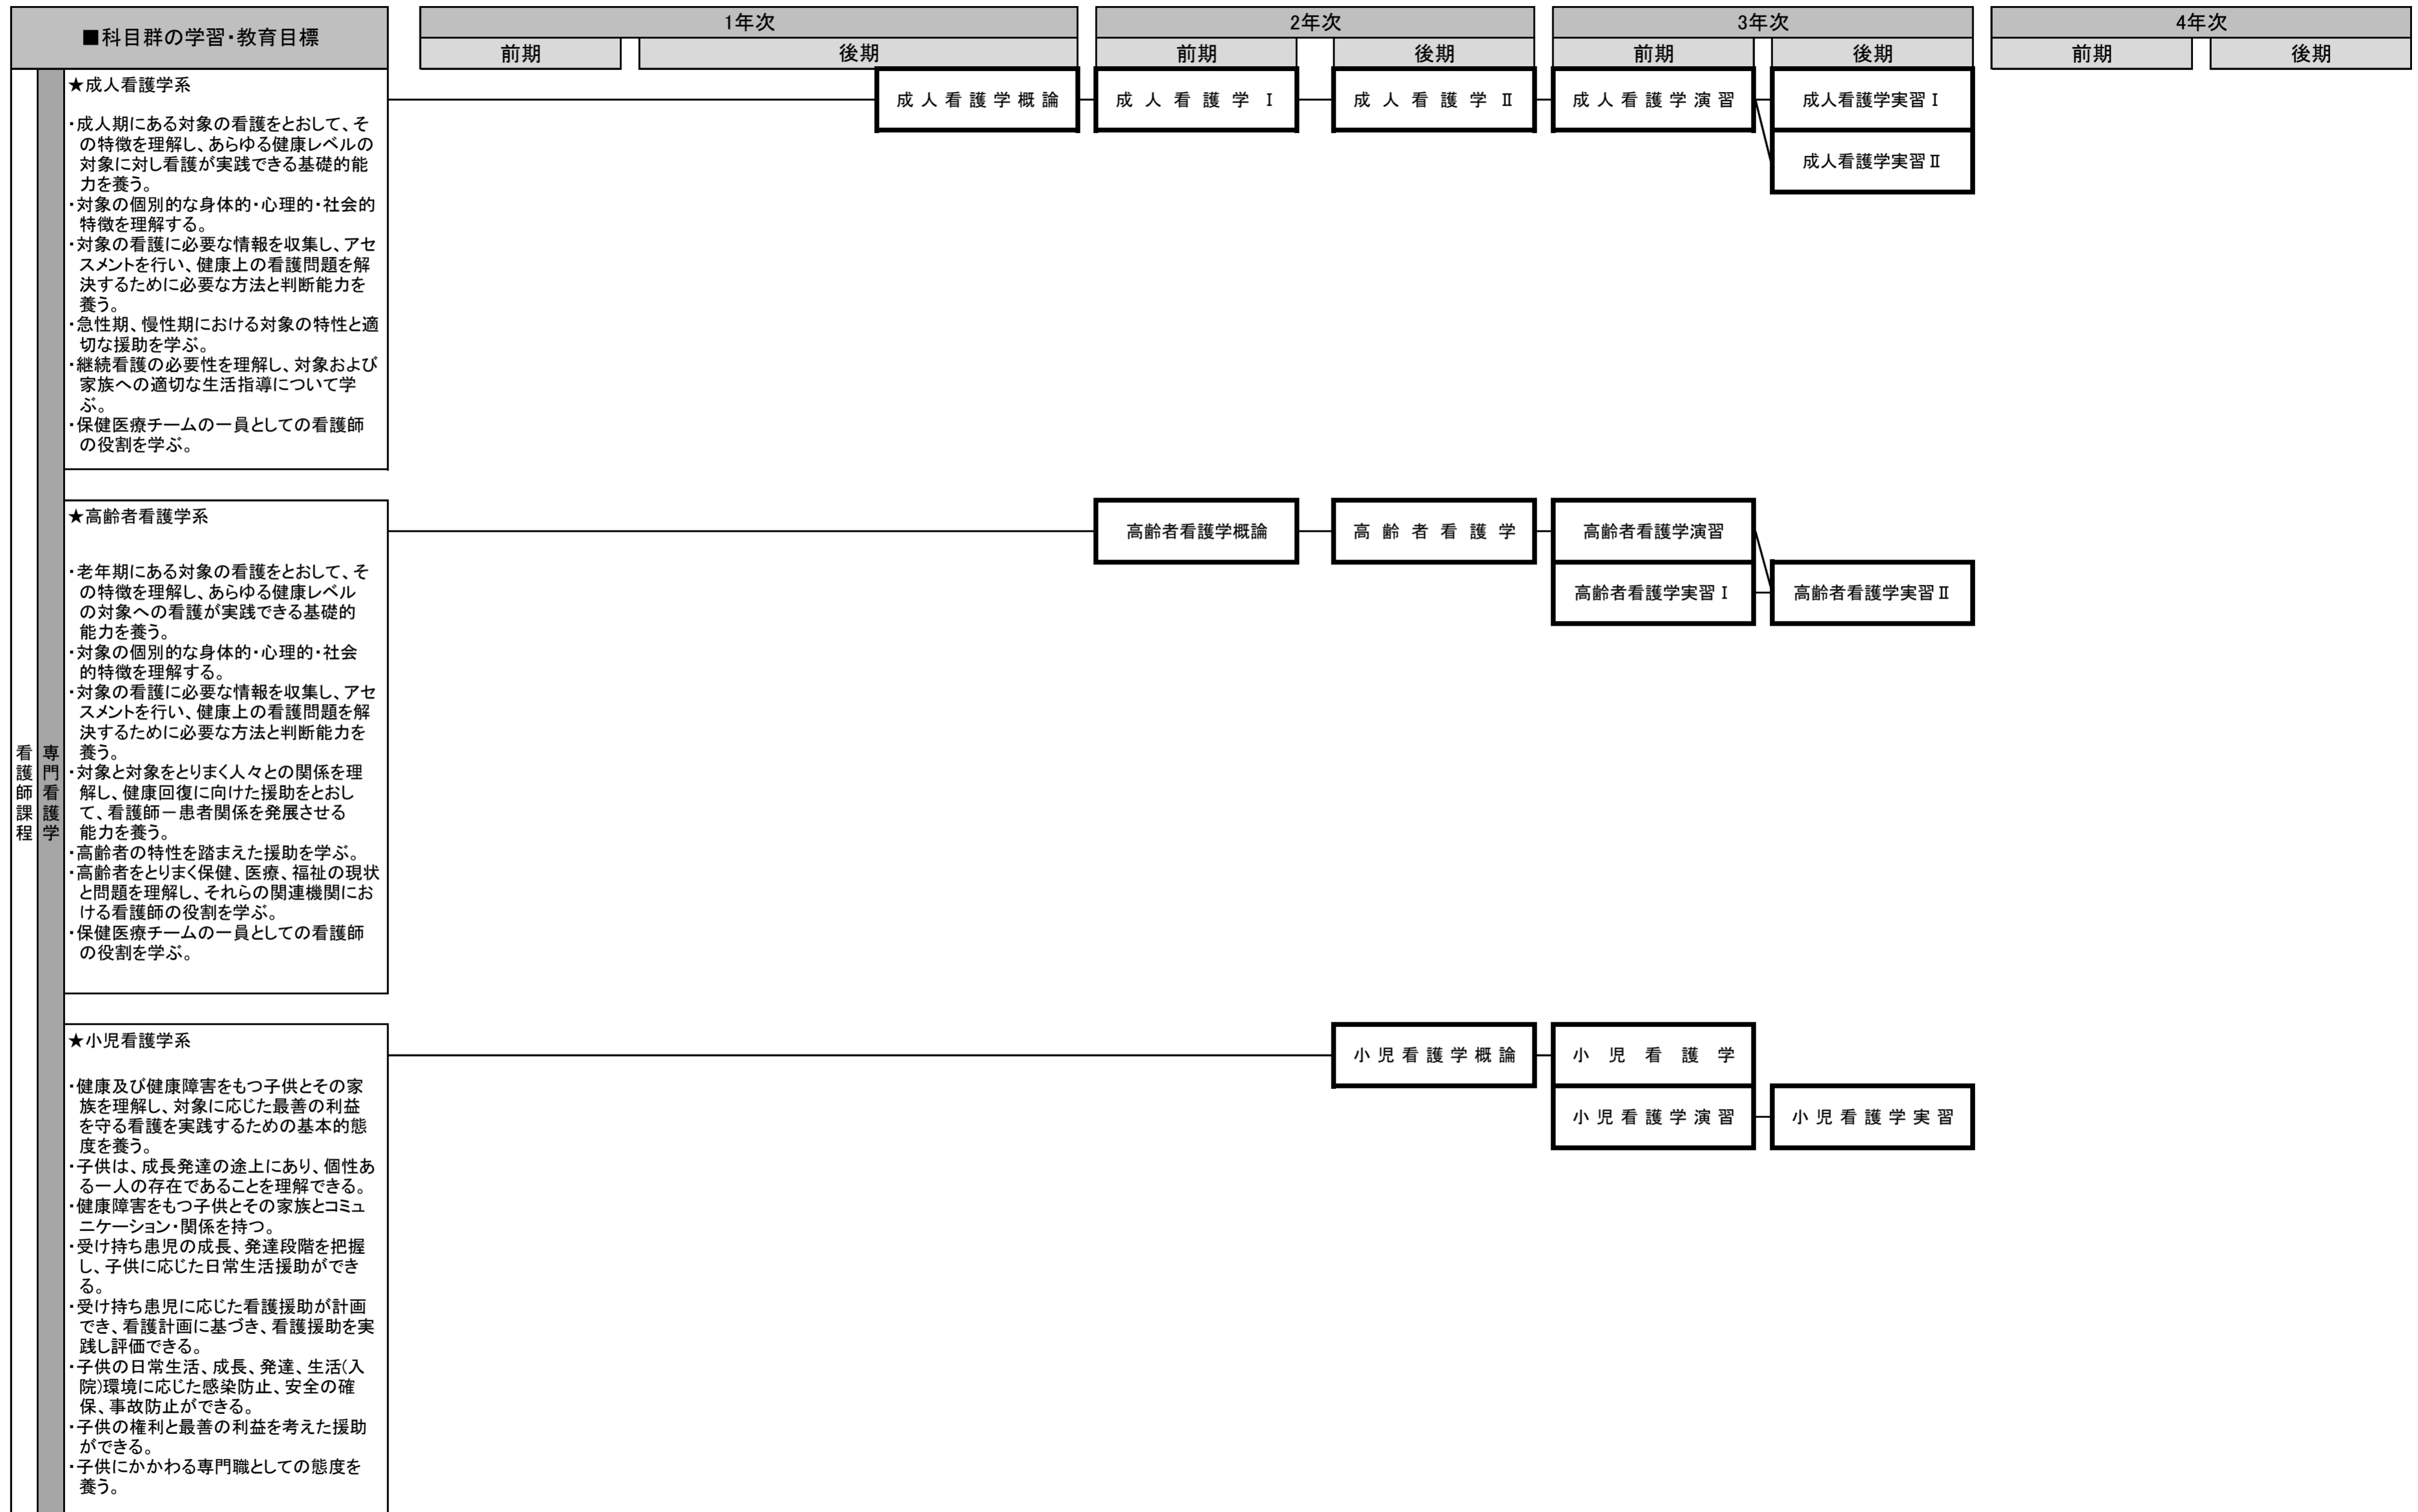 ■科目群の学習・教育目標
1年次
2年次
3年次
4年次
前期
後期
前期
後期
前期
後期
前期
後期
看護師課程
専門看護学
★成人看護学系
・成人期にある対象の看護をとおして、そ
の特徴を理解し、あらゆる健康レベルの
対象に対し看護が実践できる基礎的能
力を養う。
・対象の個別的な身体的・心理的・社会的
特徴を理解する。
・対象の看護に必要な情報を収集し、アセ
スメントを行い、健康上の看護問題を解
決するために必要な方法と判断能力を
養う。
・急性期、慢性期における対象の特性と適
切な援助を学ぶ。
・継続看護の必要性を理解し、対象および
家族への適切な生活指導について学
ぶ。
・保健医療チームの一員としての看護師
の役割を学ぶ。
成人看護学概論
成人看護学Ⅰ
成人看護学Ⅱ
成人看護学演習
成人看護学実習Ⅰ
成人看護学実習Ⅱ
★高齢者看護学系
・老年期にある対象の看護をとおして、そ
の特徴を理解し、あらゆる健康レベル
の対象への看護が実践できる基礎的
能力を養う。
・対象の個別的な身体的・心理的・社会
的特徴を理解する。
・対象の看護に必要な情報を収集し、アセ
スメントを行い、健康上の看護問題を解
決するために必要な方法と判断能力を
養う。
・対象と対象をとりまく人々との関係を理
解し、健康回復に向けた援助をとおし
て、看護師－患者関係を発展させる
能力を養う。
・高齢者の特性を踏まえた援助を学ぶ。
・高齢者をとりまく保健、医療、福祉の現状
と問題を理解し、それらの関連機関にお
ける看護師の役割を学ぶ。
・保健医療チームの一員としての看護師
の役割を学ぶ。
高齢者看護学概論
高齢者看護学
高齢者看護学演習
高齢者看護学実習Ⅰ
高齢者看護学実習Ⅱ
★小児看護学系
・健康及び健康障害をもつ子供とその家
族を理解し、対象に応じた最善の利益
を守る看護を実践するための基本的態
度を養う。
・子供は、成長発達の途上にあり、個性あ
る一人の存在であることを理解できる。
・健康障害をもつ子供とその家族とコミュ
ニケーション・関係を持つ。
・受け持ち患児の成長、発達段階を把握
し、子供に応じた日常生活援助ができ
る。
・受け持ち患児に応じた看護援助が計画
でき、看護計画に基づき、看護援助を実
践し評価できる。
・子供の日常生活、成長、発達、生活(入
院)環境に応じた感染防止、安全の確
保、事故防止ができる。
・子供の権利と最善の利益を考えた援助
ができる。
・子供にかかわる専門職としての態度を
養う。
小児看護学概論
小児看護学
小児看護学演習
小児看護学実習